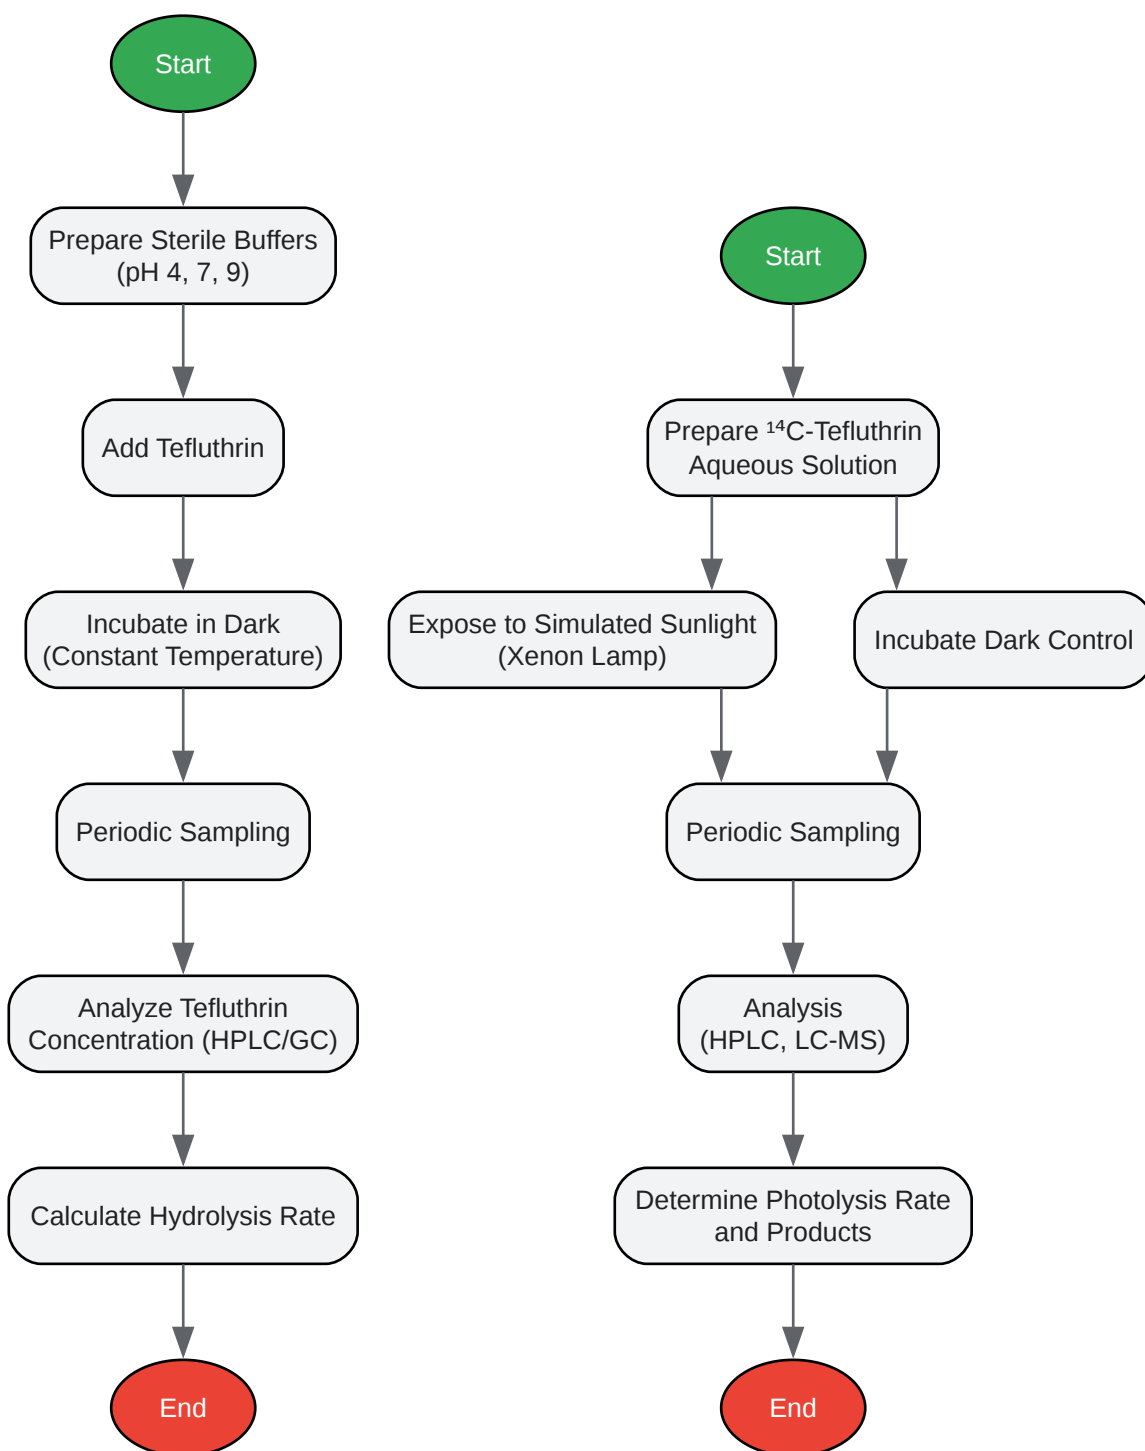 Start
Prepare Sterile Buffers
(pH 4, 7, 9)
Add Tefluthrin
Incubate in Dark
(Constant Temperature)
Periodic Sampling
Analyze Tefluthrin
Concentration (HPLC/GC)
Calculate Hydrolysis Rate
End
Start
Prepare ¹⁴C-Tefluthrin
Aqueous Solution
Expose to Simulated Sunlight
(Xenon Lamp)
Incubate Dark Control
Periodic Sampling
Analysis
(HPLC, LC-MS)
Determine Photolysis Rate
and Products
End